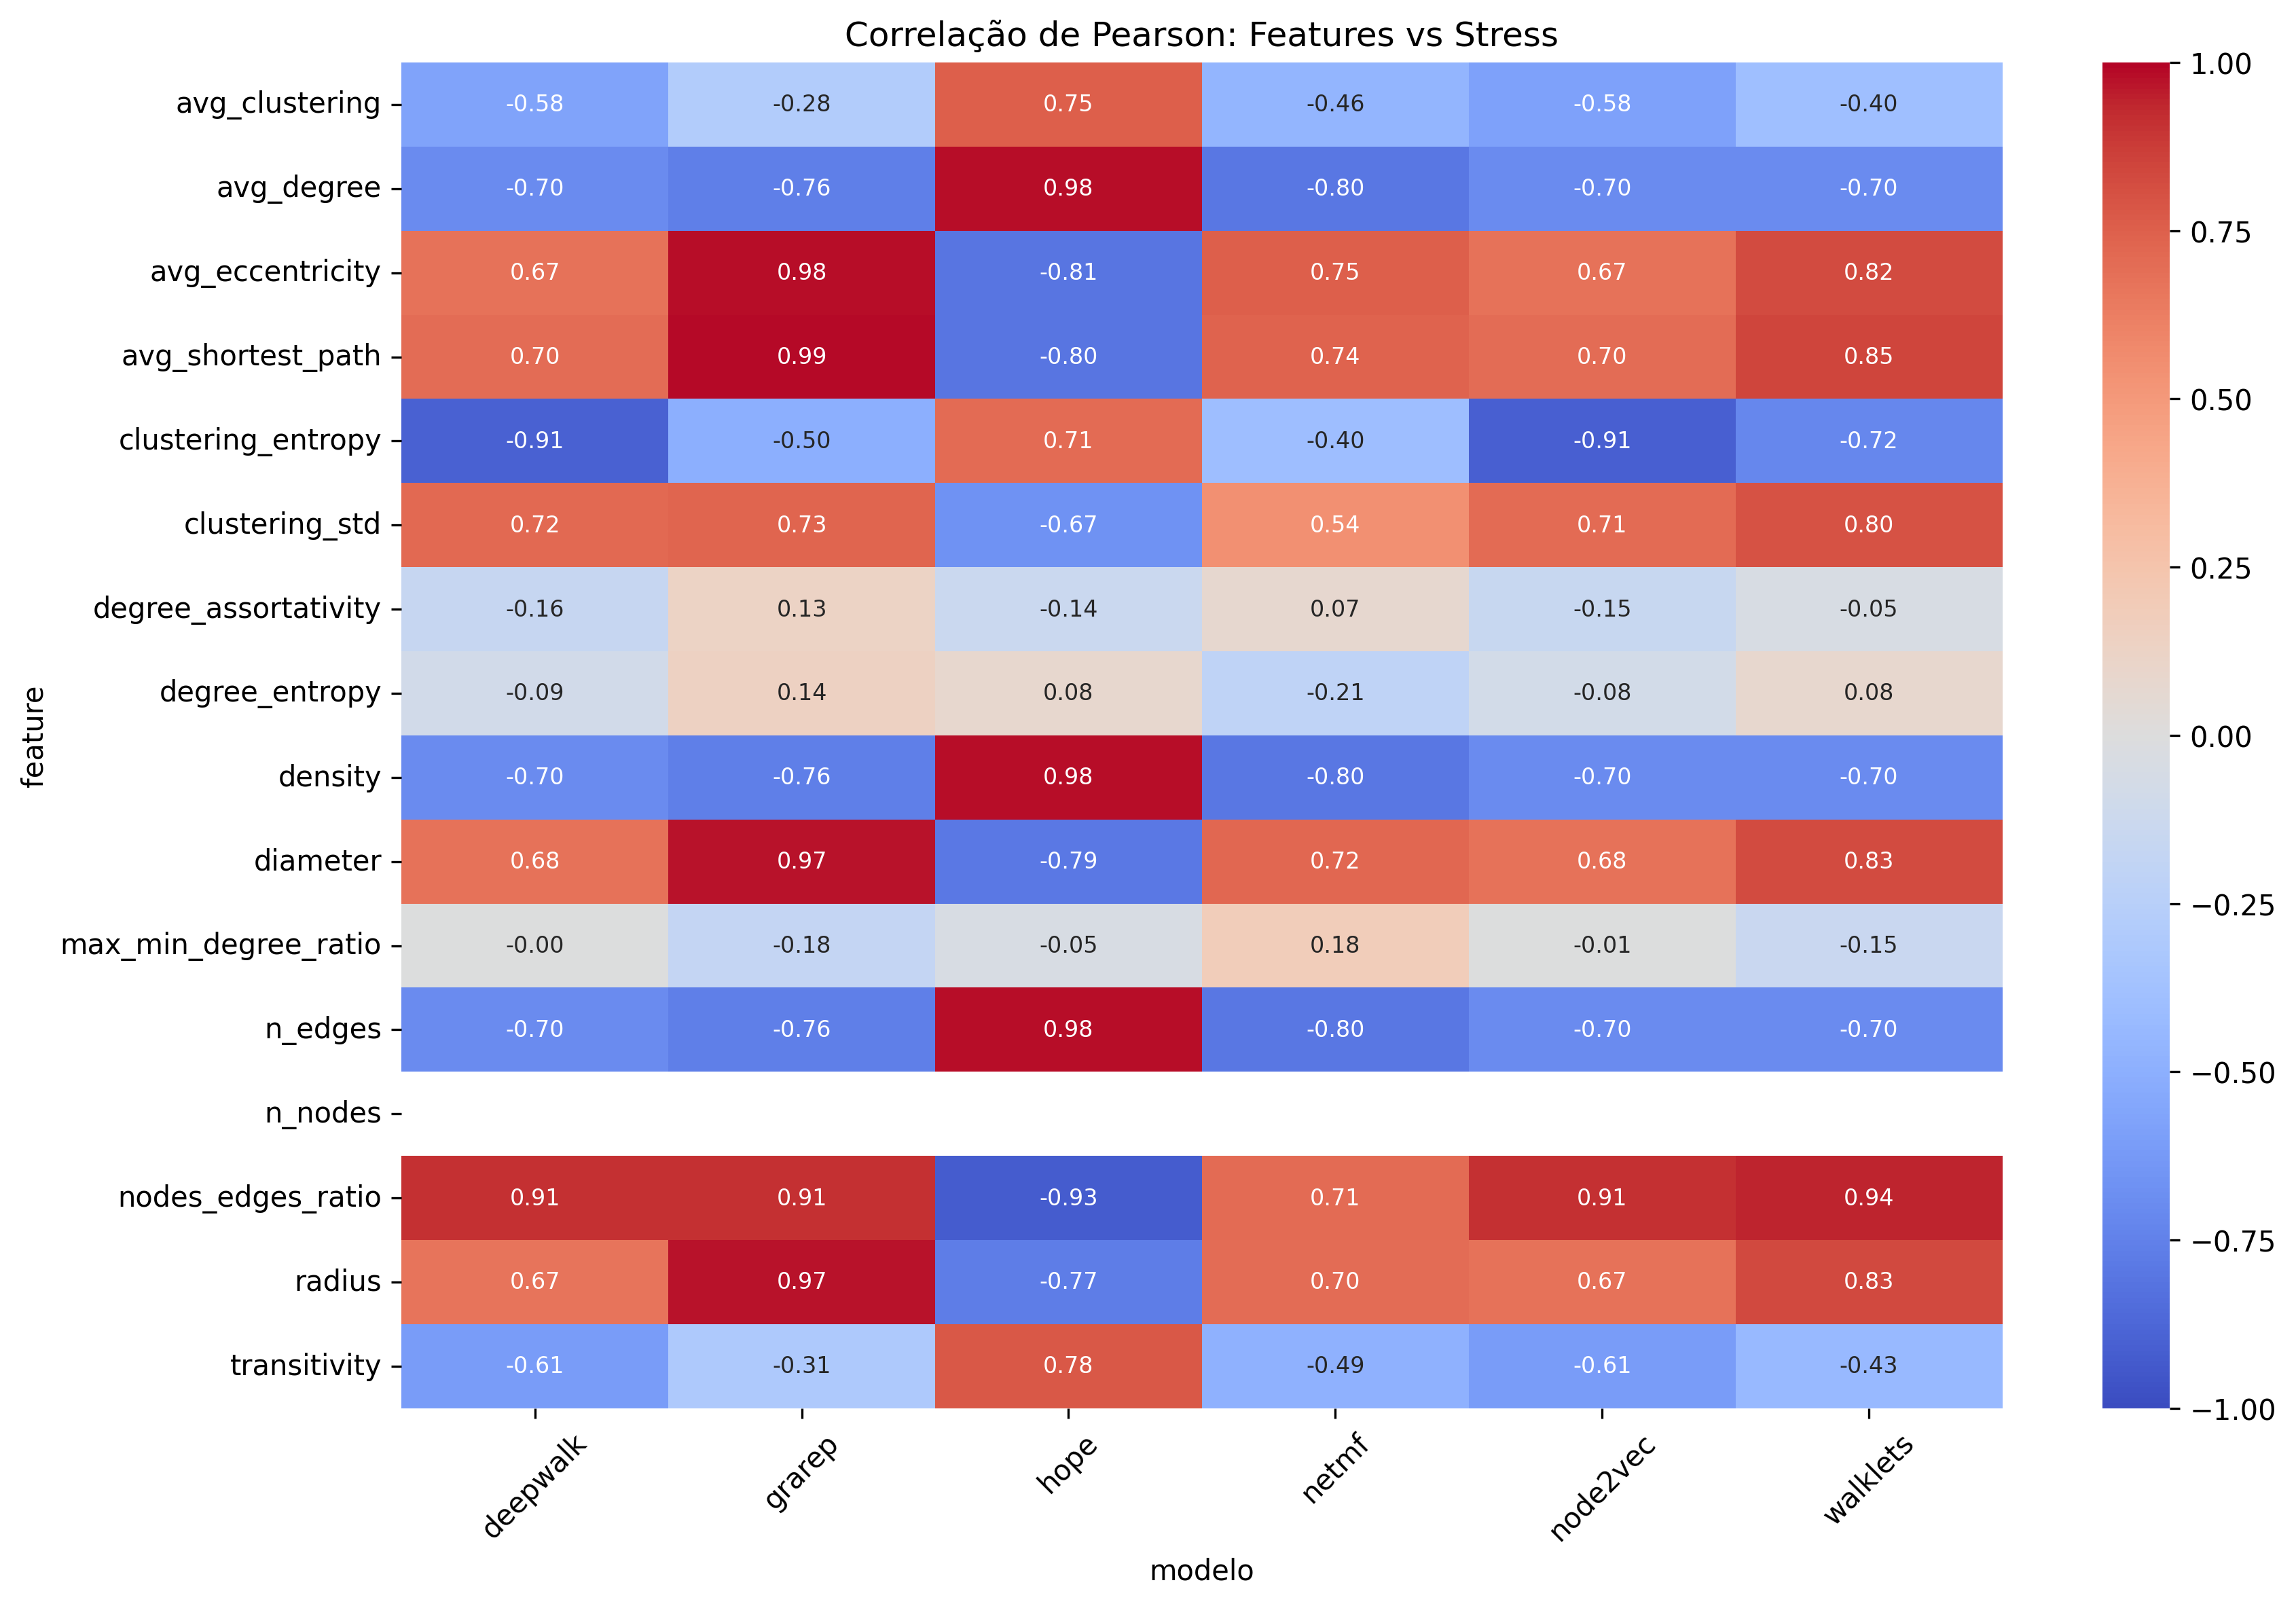 Correlação de Pearson: Features vs Stress
feature
avg_clustering -0.58 -0.28 0.75 -0.46 -0.58 -0.40
avg_degree -0.70 -0.76 0.98 -0.80 -0.70 -0.70
avg_eccentricity 0.67 0.98 -0.81 0.75 0.67 0.82
avg_shortest_path 0.70 0.99 -0.80 0.74 0.70 0.85
clustering_entropy -0.91 -0.50 0.71 -0.40 -0.91 -0.72
clustering_std 0.72 0.73 -0.67 0.54 0.71 0.80
degree_assortativity -0.16 0.13 -0.14 0.07 -0.15 -0.05
degree_entropy -0.09 0.14 0.08 -0.21 -0.08 0.08
density -0.70 -0.76 0.98 -0.80 -0.70 -0.70
diameter 0.68 0.97 -0.79 0.72 0.68 0.83
max_min_degree_ratio -0.00 -0.18 -0.05 0.18 -0.01 -0.15
n_edges -0.70 -0.76 0.98 -0.80 -0.70 -0.70
n_nodes
nodes_edges_ratio 0.91 0.91 -0.93 0.71 0.91 0.94
radius 0.67 0.97 -0.77 0.70 0.67 0.83
transitivity -0.61 -0.31 0.78 -0.49 -0.61 -0.43
deepwalk grarep hope netmf node2vec walklets
modelo
1.00
0.75
0.50
0.25
0.00
−0.25
−0.50
−0.75
−1.00